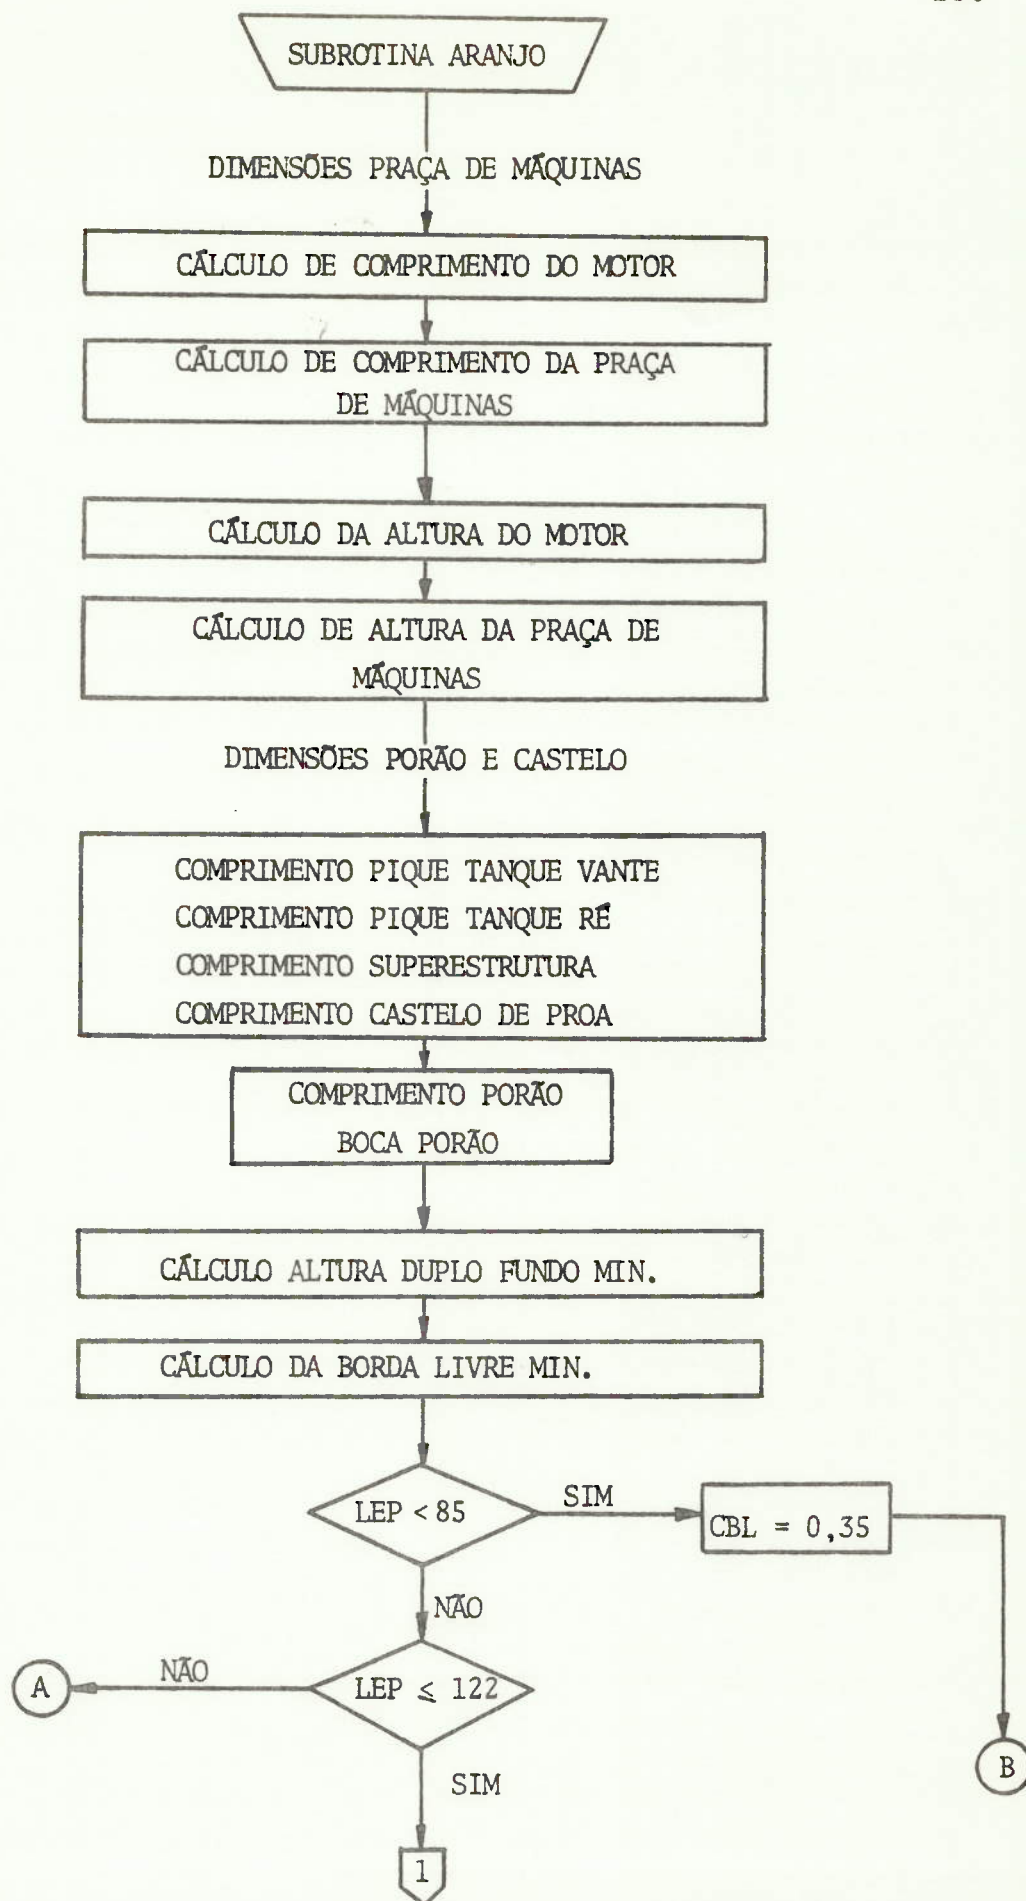 SUBROTINA ARANJO
DIMENSÕES PRAÇA DE MÁQUINAS
CÁLCULO DE COMPRIMENTO DO MOTOR
CÁLCULO DE COMPRIMENTO DA PRAÇA
DE MÁQUINAS
CÁLCULO DA ALTURA DO MOTOR
CÁLCULO DE ALTURA DA PRAÇA DE
MÁQUINAS
DIMENSÕES PORÃO E CASTELO
COMPRIMENTO PIQUE TANQUE VANTE
COMPRIMENTO PIQUE TANQUE RÉ
COMPRIMENTO SUPERESTRUTURA
COMPRIMENTO CASTELO DE PROA
COMPRIMENTO PORÃO
BOCA PORÃO
CÁLCULO ALTURA DUPLO FUNDO MIN.
CÁLCULO DA BORDA LIVRE MIN.
LEP < 85
SIM
CBL = 0,35
NÃO
A
NÃO
LEP ≤ 122
B
SIM
1